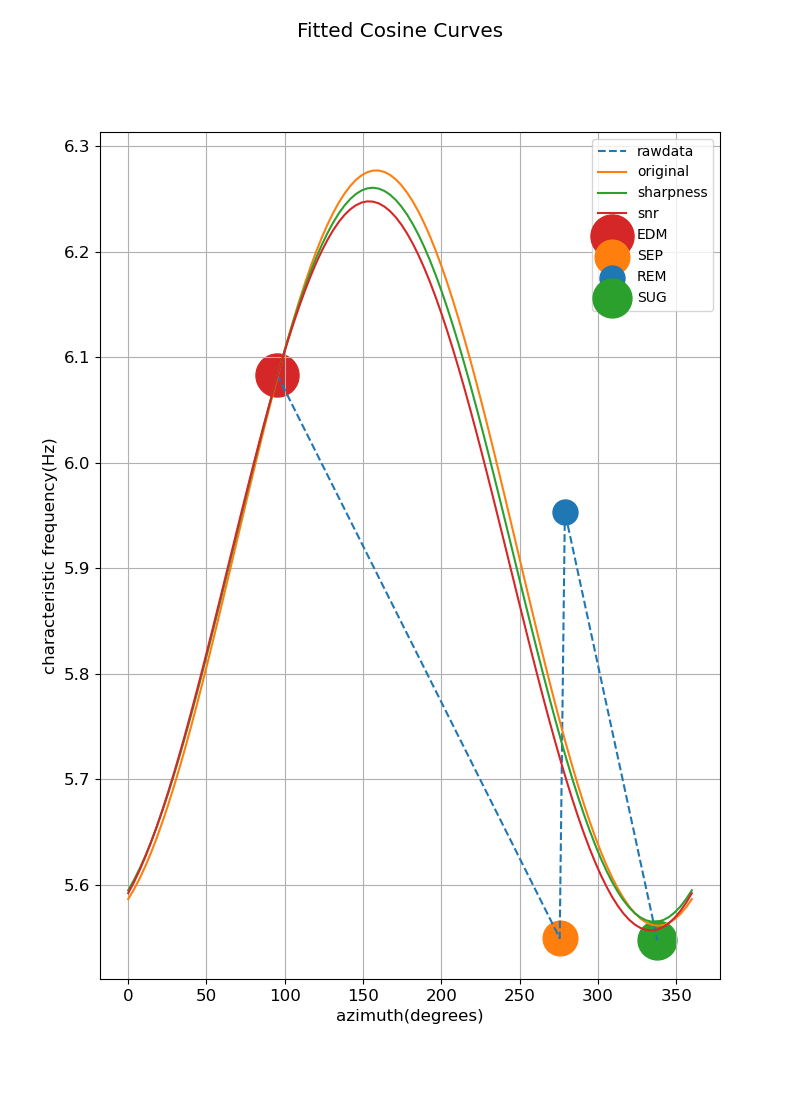 Fitted Cosine Curves
6.3
6.2
6.1
6.0
5.9
5.8
5.7
5.6
characteristic frequency(Hz)
0 50 100 150 200 250 300 350
azimuth(degrees)
rawdata
original
sharpness
snr
EDM
SEP
REM
SUG